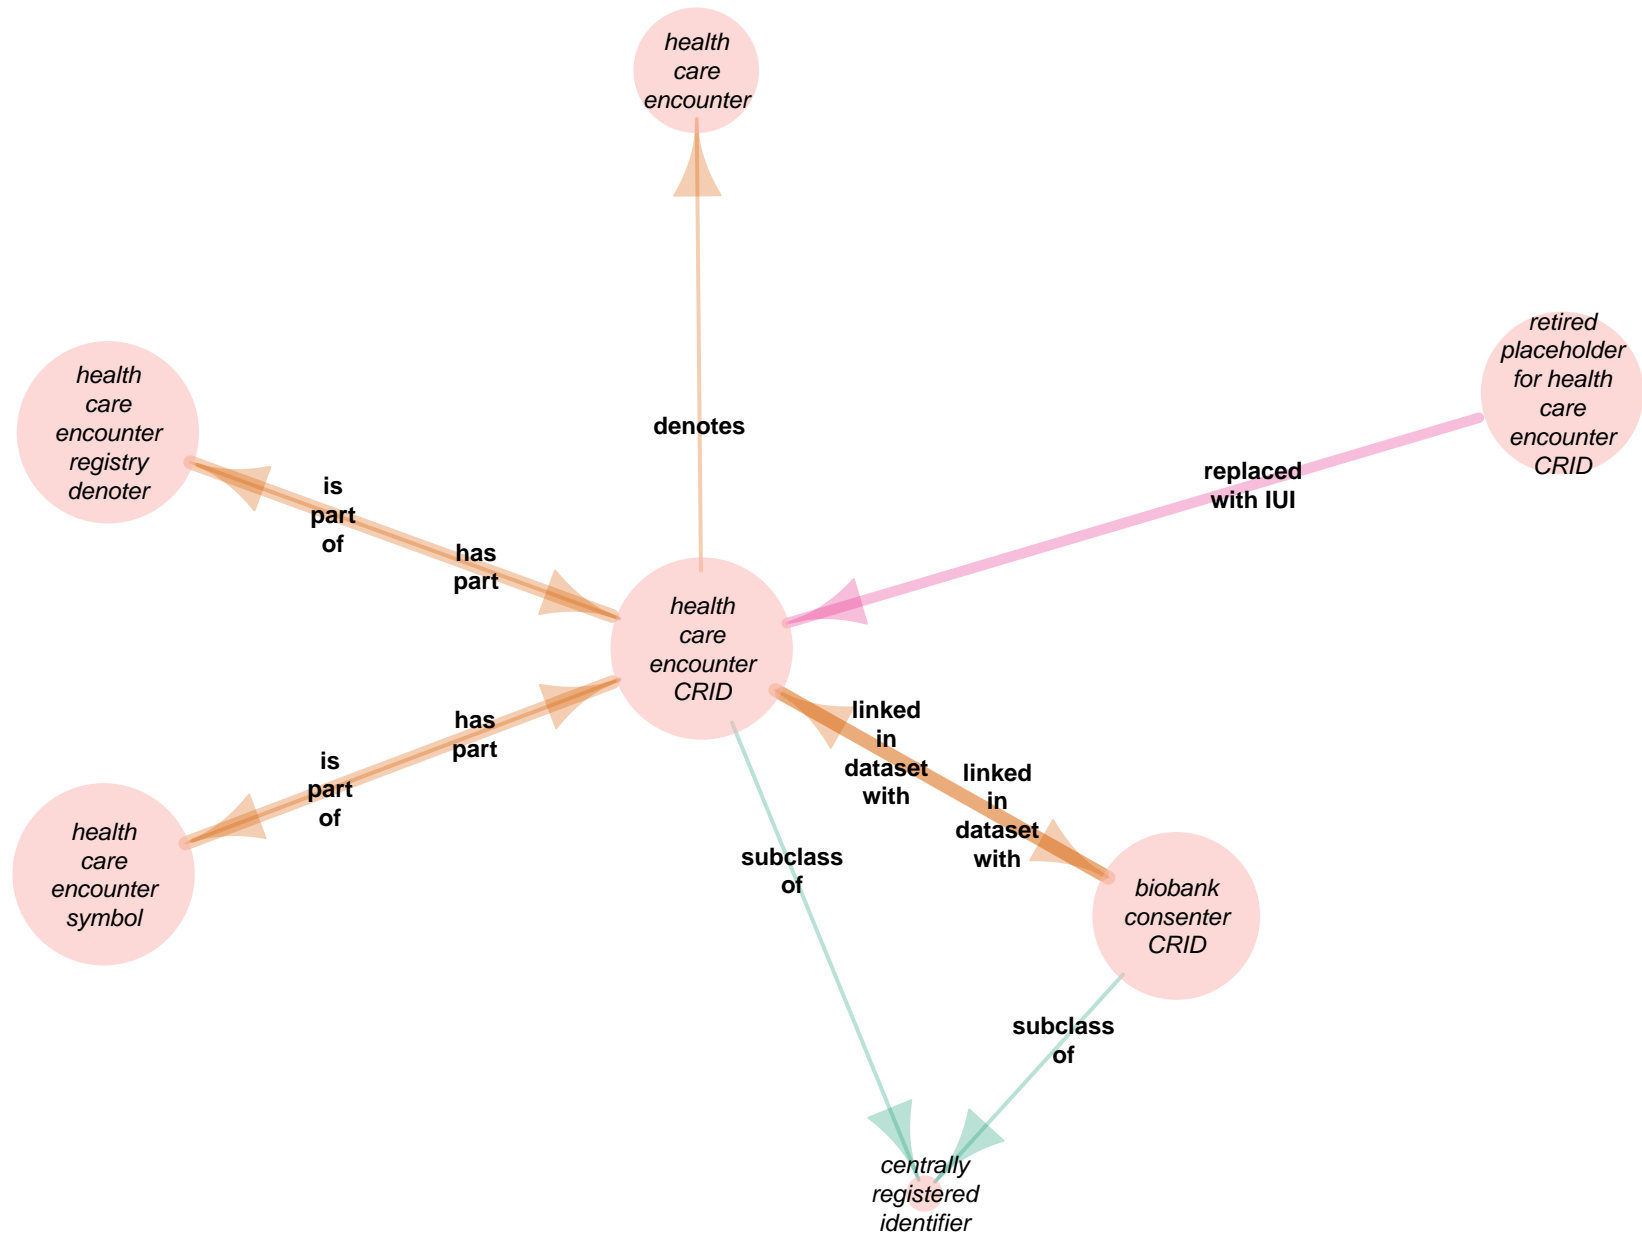 health
care
encounter
retired
placeholder
for health
care
encounter
CRID
health
care
encounter
registry
denoter
denotes
replaced
with IUI
is
part
of
has
part
health
care
encounter
CRID
has
part
is
part
of
linked
in
dataset
with
linked
in
dataset
with
health
care
encounter
symbol
subclass
of
biobank
consenter
CRID
subclass
of
centrally
registered
identifier